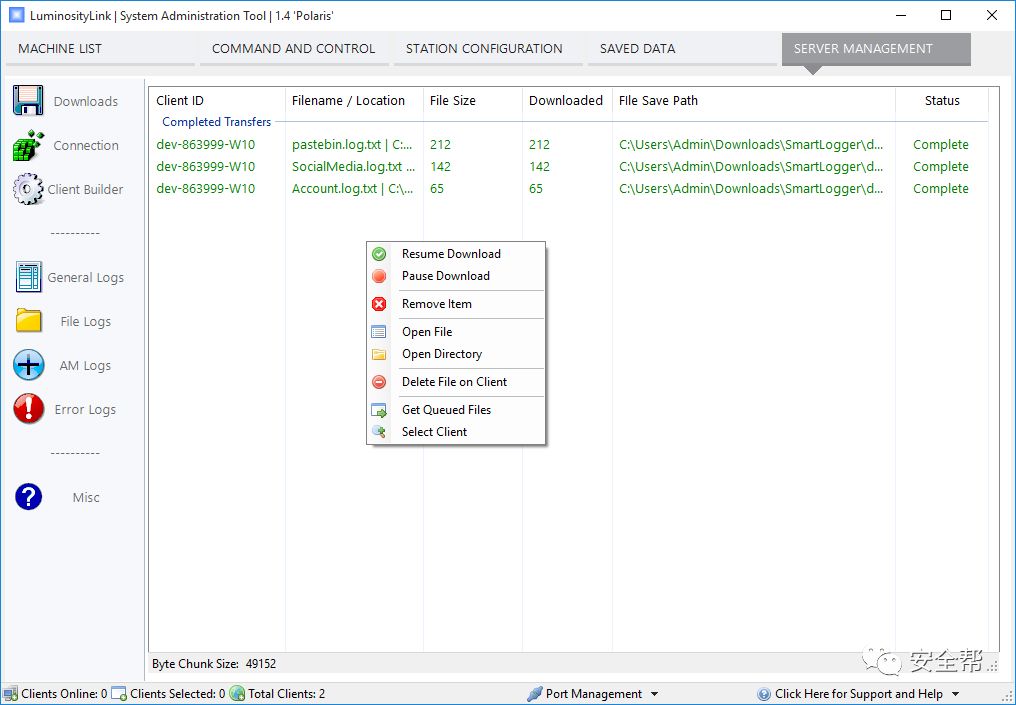 LuminosityLink | System Administration Tool | 1.4 'Polaris'
MACHINE LIST COMMAND AND CONTROL STATION CONFIGURATION SAVED DATA SERVER MANAGEMENT
Downloads
Connection
Client Builder
----------
General Logs
File Logs
AM Logs
Error Logs
----------
Misc
Client ID Filename / Location File Size Downloaded FIle Save Path Status
Completed Transfers
dev-863999-W10 pastebin.log.txt | C:... 212 212 C:\Users\Admin\Downloads\SmartLogger\d... Complete
dev-863999-W10 SocialMedia.log.txt ... 142 142 C:\Users\Admin\Downloads\SmartLogger\d... Complete
dev-863999-W10 Account.log.txt | C:\... 65 65 C:\Users\Admin\Downloads\SmartLogger\d... Complete
Resume Download
Pause Download
Remove Item
Open File
Open Directory
Delete File on Client
Get Queued Files
Select Client
Byte Chunk Size: 49152
安全帮
Clients Online: 0 Clients Selected: 0 Total Clients: 2 Port Management Click Here for Support and Help